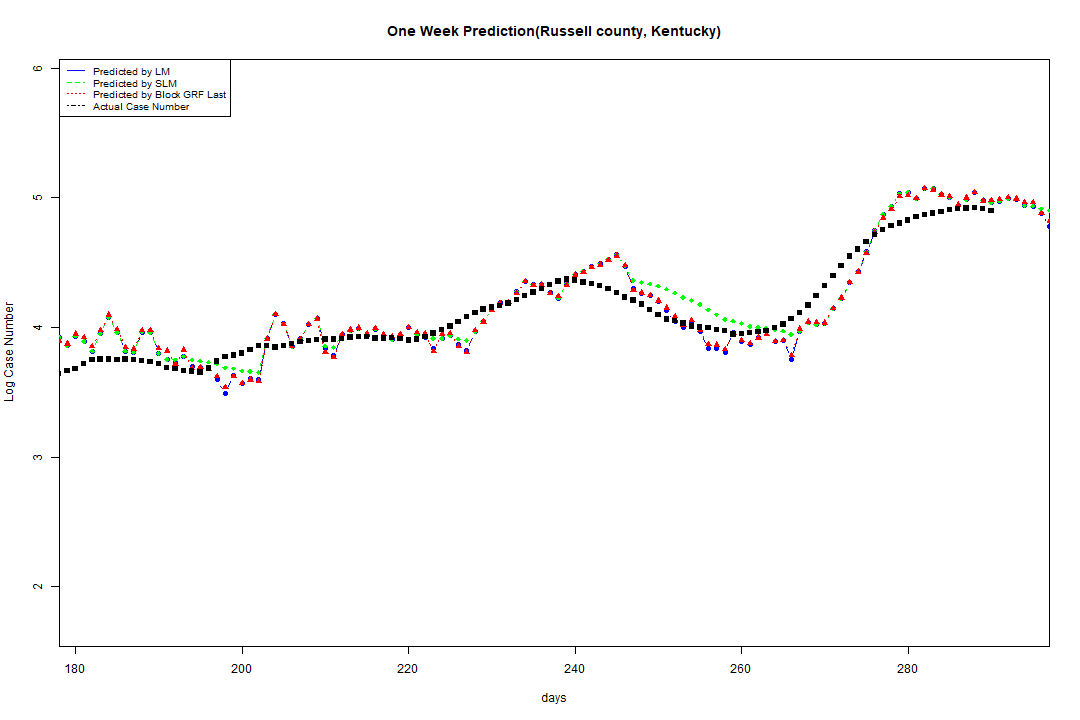 One Week Prediction(Russell county, Kentucky)
Predicted by LM
Predicted by SLM
Predicted by Block GRF Last
Actual Case Number
6
5
4
3
2
Log Case Number
180 200 220 240 260 280
days